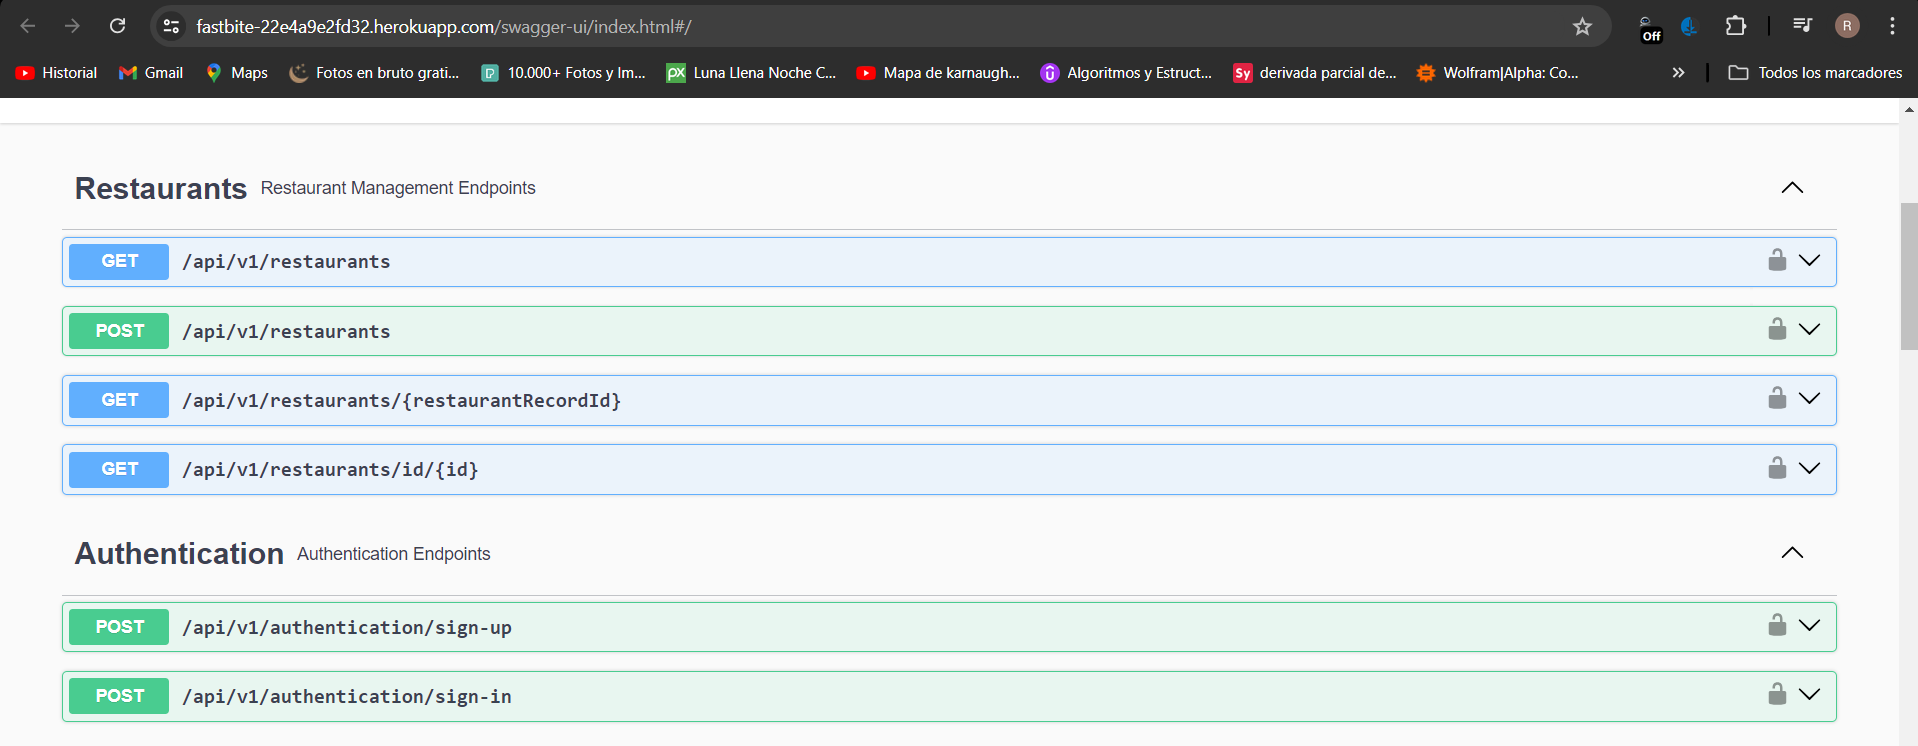 fastbite-22e4a9e2fd32.herokuapp.com/swagger-ui/index.html#/
Off
R
Historial
Gmail
Maps
Fotos en bruto grati...
10.000+ Fotos y Im...
px Luna Llena Noche C...
Mapa de karnaugh...
Algoritmos y Estruct...
Sy derivada parcial de...
Wolfram|Alpha: Co...
»
Todos los marcadores
Restaurants Restaurant Management Endpoints
GET /api/v1/restaurants
POST /api/v1/restaurants
GET /api/v1/restaurants/{restaurantRecordId}
GET /api/v1/restaurants/id/{id}
Authentication Authentication Endpoints
POST /api/v1/authentication/sign-up
POST /api/v1/authentication/sign-in